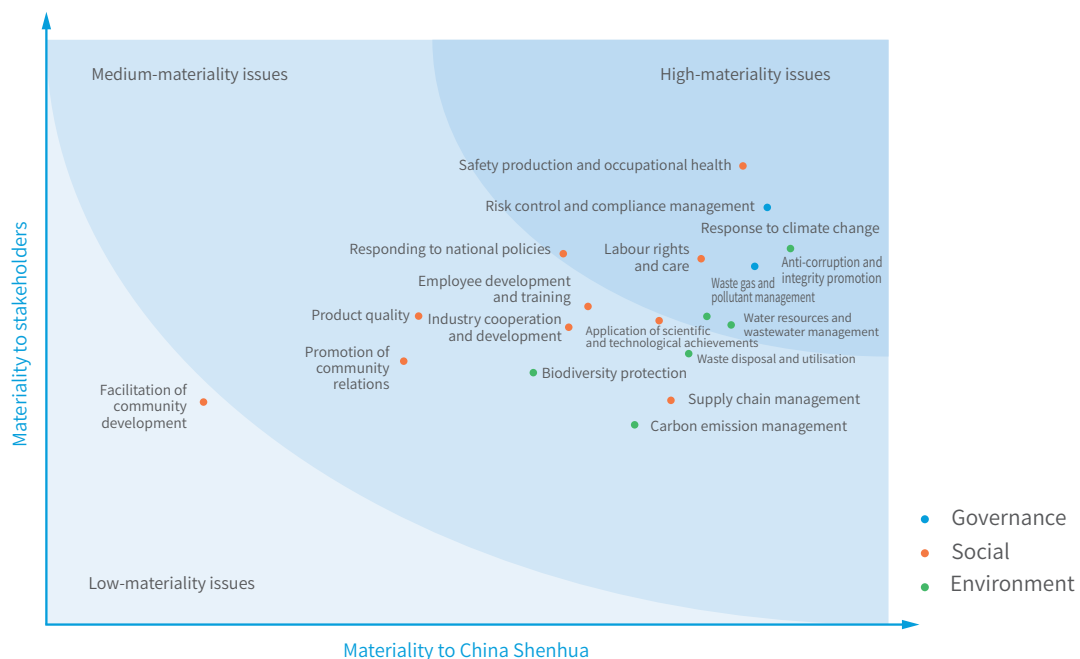 Medium-materiality issues
High-materiality issues
Safety production and occupational health
Risk control and compliance management
Response to climate change
Responding to national policies
Labour rights
and care
Anti-corruption and
integrity promotion
Employee development
and training
Waste gas and
pollutant management
Product quality
Industry cooperation
and development
Application of scientific
and technological achievements
Water resources and
wastewater management
Promotion of
community
relations
Waste disposal and utilisation
Biodiversity protection
Facilitation of
community
development
Supply chain management
Carbon emission management
Low-materiality issues
Materiality to stakeholders
Materiality to China Shenhua
Governance
Social
Environment